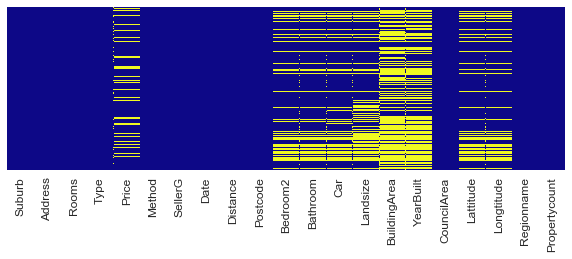 Suburb
Address
Rooms
Type
Price
Method
SellerG
Date
Distance
Postcode
Bedroom2
Bathroom
Car
Landsize
BuildingArea
YearBuilt
CouncilArea
Lattitude
Longtitude
Regionname
Propertycount